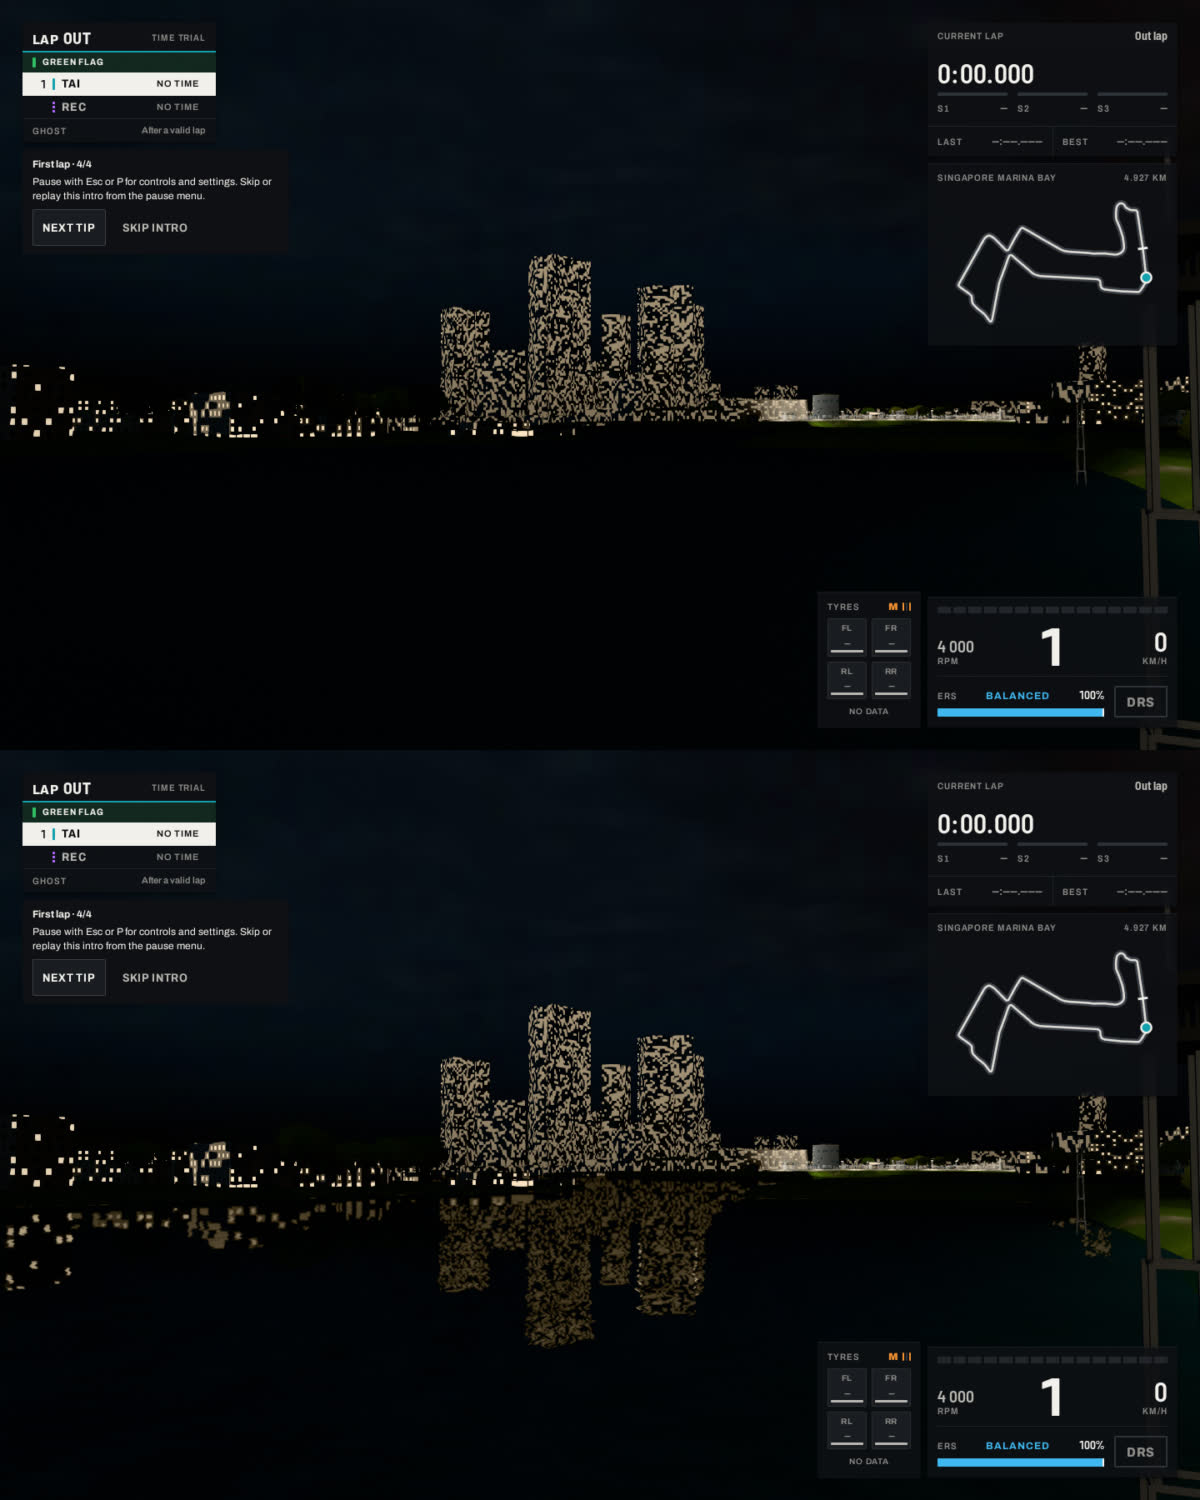 LAP OUT TIME TRIAL
GREEN FLAG
1 TAI NO TIME
REC NO TIME
GHOST After a valid lap
First lap · 4/4
Pause with Esc or P for controls and settings. Skip or
replay this intro from the pause menu.
NEXT TIP SKIP INTRO
CURRENT LAP Out lap
0:00.000
S1 – S2 – S3 –
LAST –:––.––– BEST –:––.–––
SINGAPORE MARINA BAY 4.927 KM
TYRES M
FL FR
– –
RL RR
– –
NO DATA
4 000 1 0
RPM KM/H
ERS BALANCED 100% DRS
LAP OUT TIME TRIAL
GREEN FLAG
1 TAI NO TIME
REC NO TIME
GHOST After a valid lap
First lap · 4/4
Pause with Esc or P for controls and settings. Skip or
replay this intro from the pause menu.
NEXT TIP SKIP INTRO
CURRENT LAP Out lap
0:00.000
S1 – S2 – S3 –
LAST –:––.––– BEST –:––.–––
SINGAPORE MARINA BAY 4.927 KM
TYRES M
FL FR
– –
RL RR
– –
NO DATA
4 000 1 0
RPM KM/H
ERS BALANCED 100% DRS